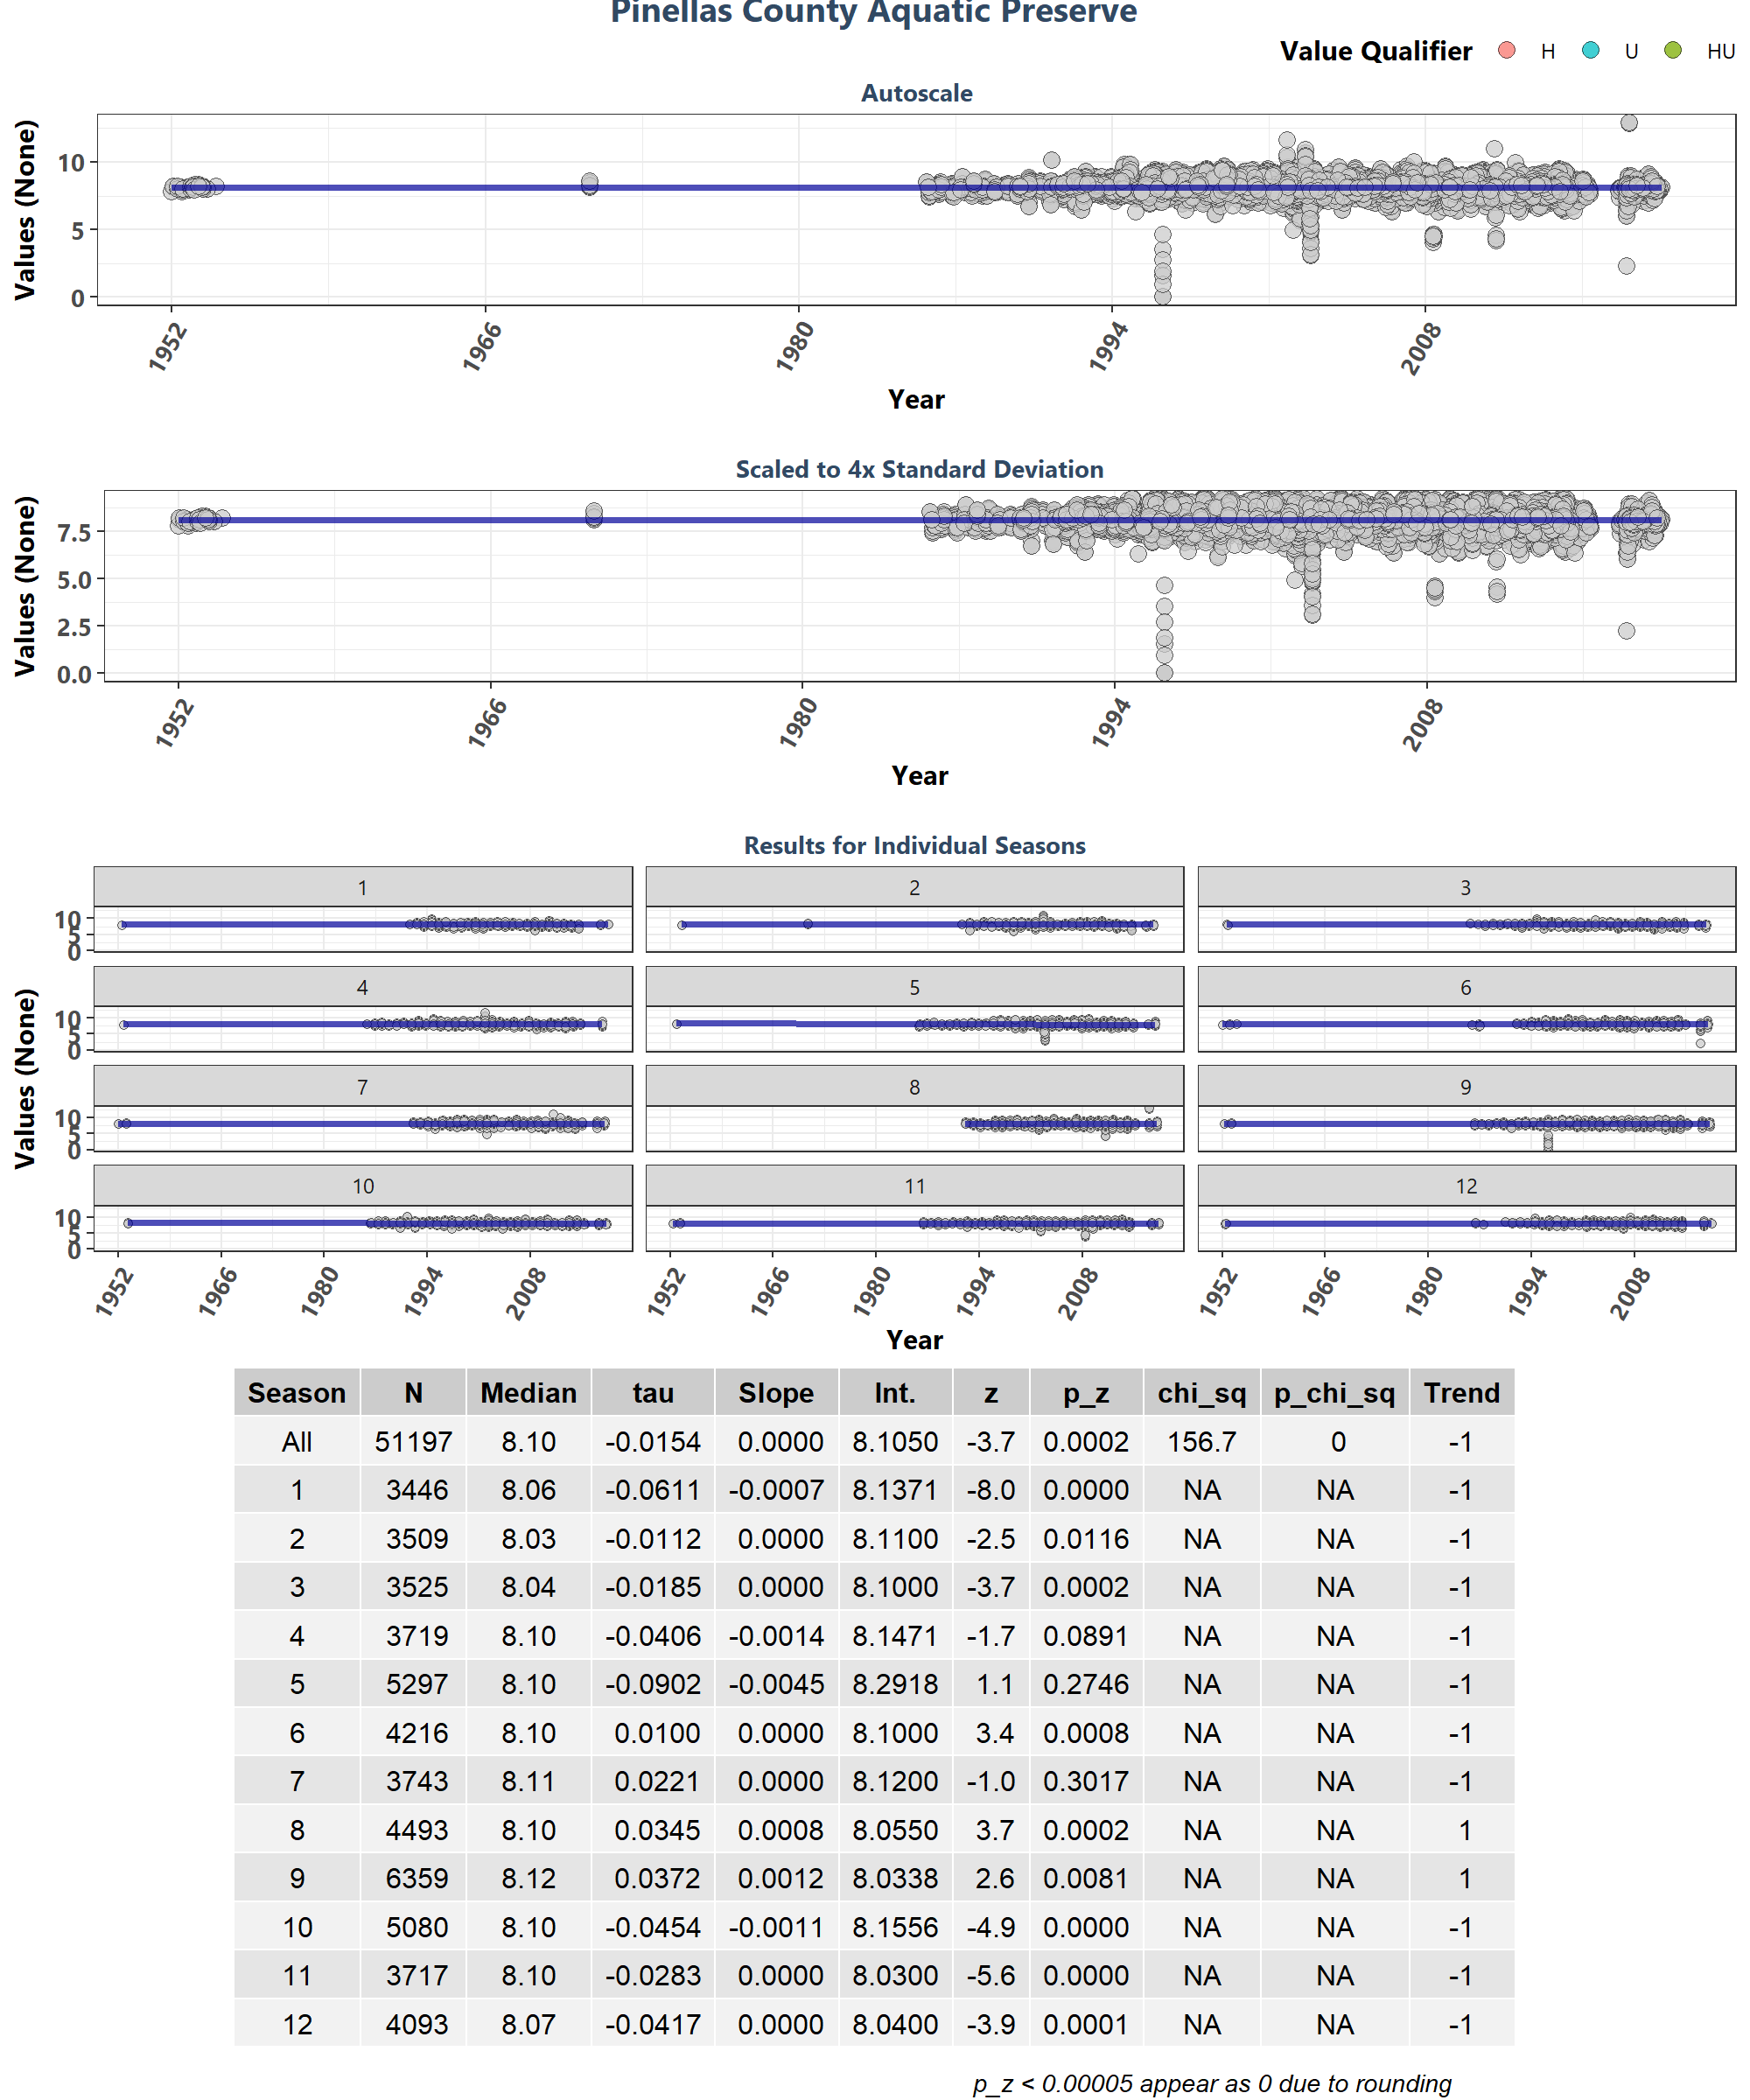 Pinellas County Aquatic Preserve
Value Qualifier H U HU
Autoscale
Values (None)
10
5
0
1952 1966 1980 1994 2008
Year
Scaled to 4x Standard Deviation
Values (None)
7.5
5.0
2.5
0.0
1952 1966 1980 1994 2008
Year
Results for Individual Seasons
Values (None)
1 2 3
10
5
0
4 5 6
10
5
0
7 8 9
10
5
0
10 11 12
10
5
0
1952 1966 1980 1994 2008 1952 1966 1980 1994 2008 1952 1966 1980 1994 2008
Year
Season N Median tau Slope Int. z p_z chi_sq p_chi_sq Trend
All 51197 8.10 -0.0154 0.0000 8.1050 -3.7 0.0002 156.7 0 -1
1 3446 8.06 -0.0611 -0.0007 8.1371 -8.0 0.0000 NA NA -1
2 3509 8.03 -0.0112 0.0000 8.1100 -2.5 0.0116 NA NA -1
3 3525 8.04 -0.0185 0.0000 8.1000 -3.7 0.0002 NA NA -1
4 3719 8.10 -0.0406 -0.0014 8.1471 -1.7 0.0891 NA NA -1
5 5297 8.10 -0.0902 -0.0045 8.2918 1.1 0.2746 NA NA -1
6 4216 8.10 0.0100 0.0000 8.1000 3.4 0.0008 NA NA -1
7 3743 8.11 0.0221 0.0000 8.1200 -1.0 0.3017 NA NA -1
8 4493 8.10 0.0345 0.0008 8.0550 3.7 0.0002 NA NA 1
9 6359 8.12 0.0372 0.0012 8.0338 2.6 0.0081 NA NA 1
10 5080 8.10 -0.0454 -0.0011 8.1556 -4.9 0.0000 NA NA -1
11 3717 8.10 -0.0283 0.0000 8.0300 -5.6 0.0000 NA NA -1
12 4093 8.07 -0.0417 0.0000 8.0400 -3.9 0.0001 NA NA -1
p_z < 0.00005 appear as 0 due to rounding